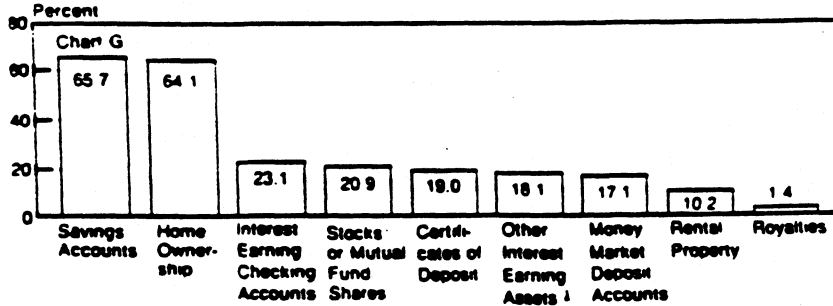 Percent
80
Chart G
60
40
20
0
65.7
64.1
23.1
20.9
19.0
18.1
17.1
10.2
1.4
Savings
Accounts
Home
Owner-
ship
Interest
Earning
Checking
Accounts
Stocks
or Mutual
Fund
Shares
Certifi-
cates of
Deposit
Other
Interest
Earning
Assets 1
Money
Market
Deposit
Accounts
Rental
Property
Royalties